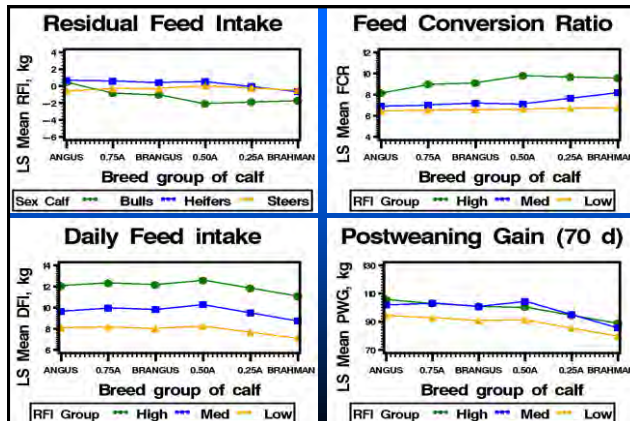 Residual Feed Intake
LS Mean RFI, kg
4
2
0
−2
−4
−6
ANGUS 0.75A BRANGUS 0.50A 0.25A BRAHMAN
Breed group of calf
Sex Calf Bulls Heifers Steers
Feed Conversion Ratio
LS Mean FCR
12
10
8
6
4
ANGUS 0.75A BRANGUS 0.50A 0.25A BRAHMAN
Breed group of calf
RFI Group High Med Low
Daily Feed intake
LS Mean DFI, kg
14
12
10
8
6
ANGUS 0.75A BRANGUS 0.50A 0.25A BRAHMAN
Breed group of calf
RFI Group High Med Low
Postweaning Gain (70 d)
LS Mean PWG, kg
130
110
90
70
ANGUS 0.75A BRANGUS 0.50A 0.25A BRAHMAN
Breed group of calf
RFI Group High Med Low